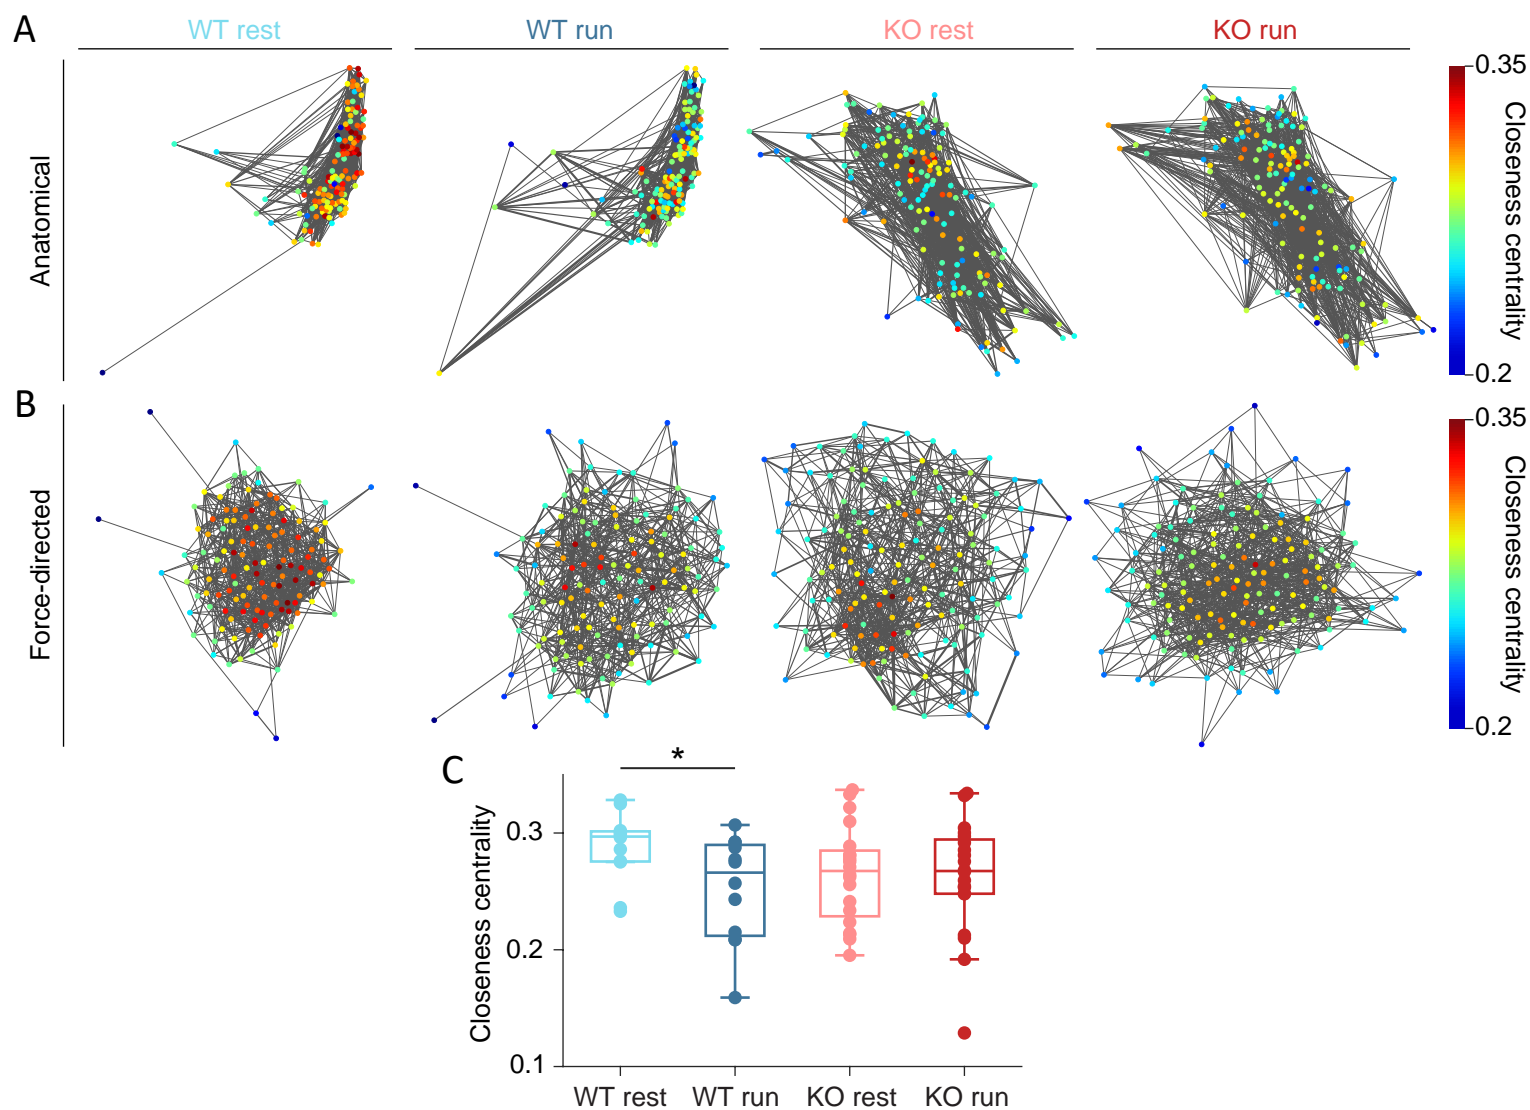 A
WT rest
WT run
KO rest
KO run
Anatomical
0.35
Closeness centrality
0.2
B
Force-directed
0.35
Closeness centrality
0.2
C
*
Closeness centrality
0.3
0.2
0.1
WT rest
WT run
KO rest
KO run